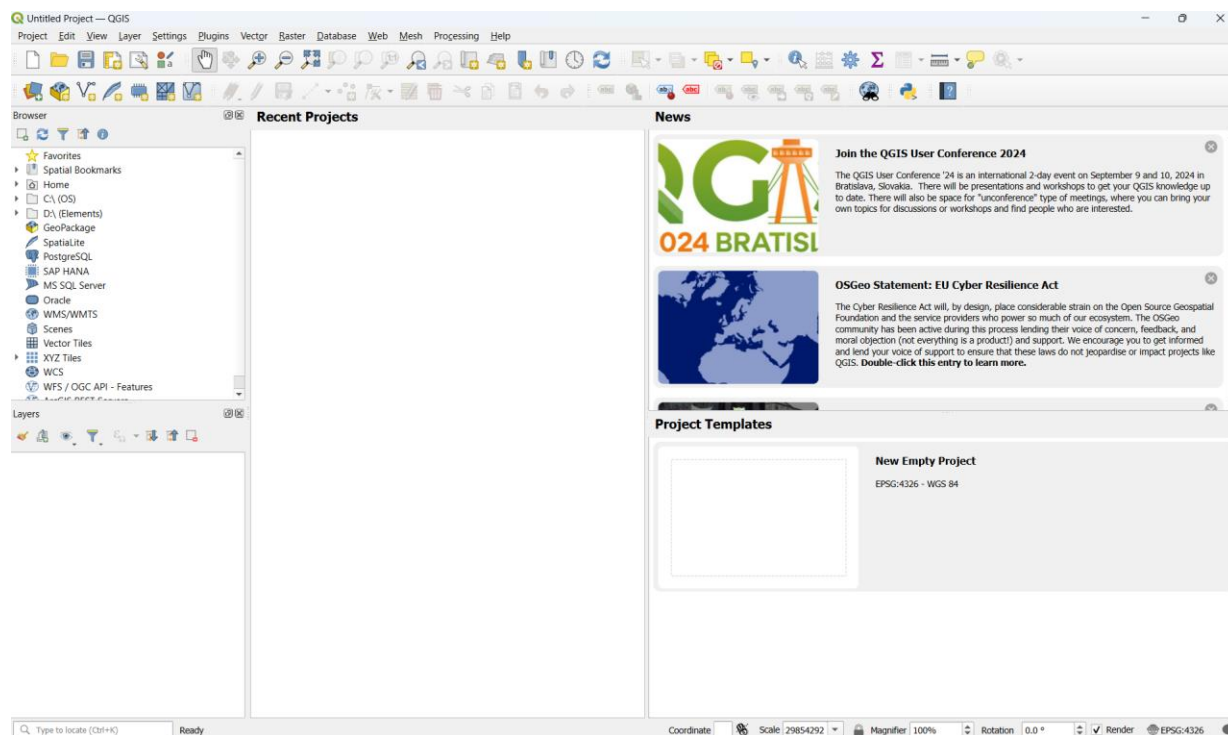 Untitled Project — QGIS
Project Edit View Layer Settings Plugins Vector Raster Database Web Mesh Processing Help
Browser
Favorites
Spatial Bookmarks
Home
C:\ (OS)
D:\ (Elements)
GeoPackage
SpatiaLite
PostgreSQL
SAP HANA
MS SQL Server
Oracle
WMS/WMTS
Scenes
Vector Tiles
XYZ Tiles
WCS
WFS / OGC API - Features
Layers
Recent Projects
News
024 BRATISL
Join the QGIS User Conference 2024
The QGIS User Conference '24 is an international 2-day event on September 9 and 10, 2024 in
Bratislava, Slovakia. There will be presentations and workshops to get your QGIS knowledge up
to date. There will also be space for "unconference" type of meetings, where you can bring your
own topics for discussions or workshops and find people who are interested.
OSGeo Statement: EU Cyber Resilience Act
The Cyber Resilience Act will, by design, place considerable strain on the Open Source Geospatial
Foundation and the service providers who power so much of our ecosystem. The OSGeo
community has been active during this process lending their voice of concern, feedback, and
moral objection (not everything is a product!) and support. We encourage you to get informed
and lend your voice of support to ensure that these laws do not jeopardise or impact projects like
QGIS. Double-click this entry to learn more.
Project Templates
New Empty Project
EPSG:4326 - WGS 84
Type to locate (Ctrl+K)
Ready
Coordinate
Scale 29854292
Magnifier 100%
Rotation 0.0 °
Render
EPSG:4326